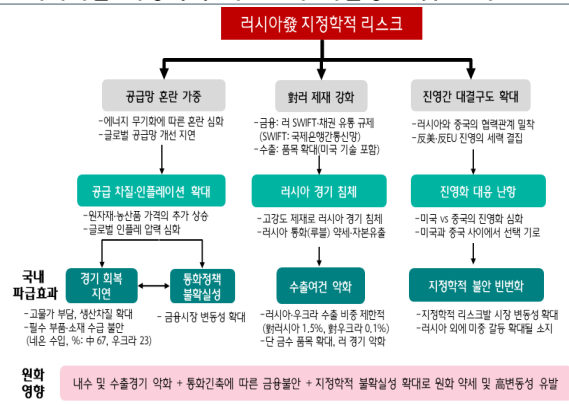 러시아發 지정학적 리스크
공급망 혼란 가중
-에너지 무기화에 따른 혼란 심화
-글로벌 공급망 개선 지연
공급 차질·인플레이션 확대
-원자재·농산품 가격의 추가 상승
-글로벌 인플레 압력 심화
對러 제재 강화
-금융: 러 SWIFT·채권 유통 규제
(SWIFT: 국제은행간통신망)
-수출: 품목 확대(미국 기술 포함)
러시아 경기 침체
-고강도 제재로 러시아 경기 침체
-러시아 통화(루블) 약세·자본유출
진영간 대결구도 확대
-러시아와 중국의 협력관계 밀착
-反美·反EU 진영의 세력 결집
진영화 대응 난항
-미국 vs 중국의 진영화 심화
-미국과 중국 사이에서 선택 기로
국내
파급효과
경기 회복
지연
통화정책
불확실성
-고물가 부담, 생산차질 확대
-필수 부품·소재 수급 불안
(네온 수입, %: 中 67, 우크라 23)
-금융시장 변동성 확대
수출여건 악화
-러시아·우크라 수출 비중 제한적
(對러시아 1.5%, 對우크라 0.1%)
-단 금수 품목 확대, 러 경기 악화
지정학적 불안 빈번화
-지정학적 리스크발 시장 변동성 확대
-러시아 외에 미중 갈등 확대될 소지
원화
영향
내수 및 수출경기 악화 + 통화긴축에 따른 금융불안 + 지정학적 불확실성 확대로 원화 약세 및 高변동성 유발